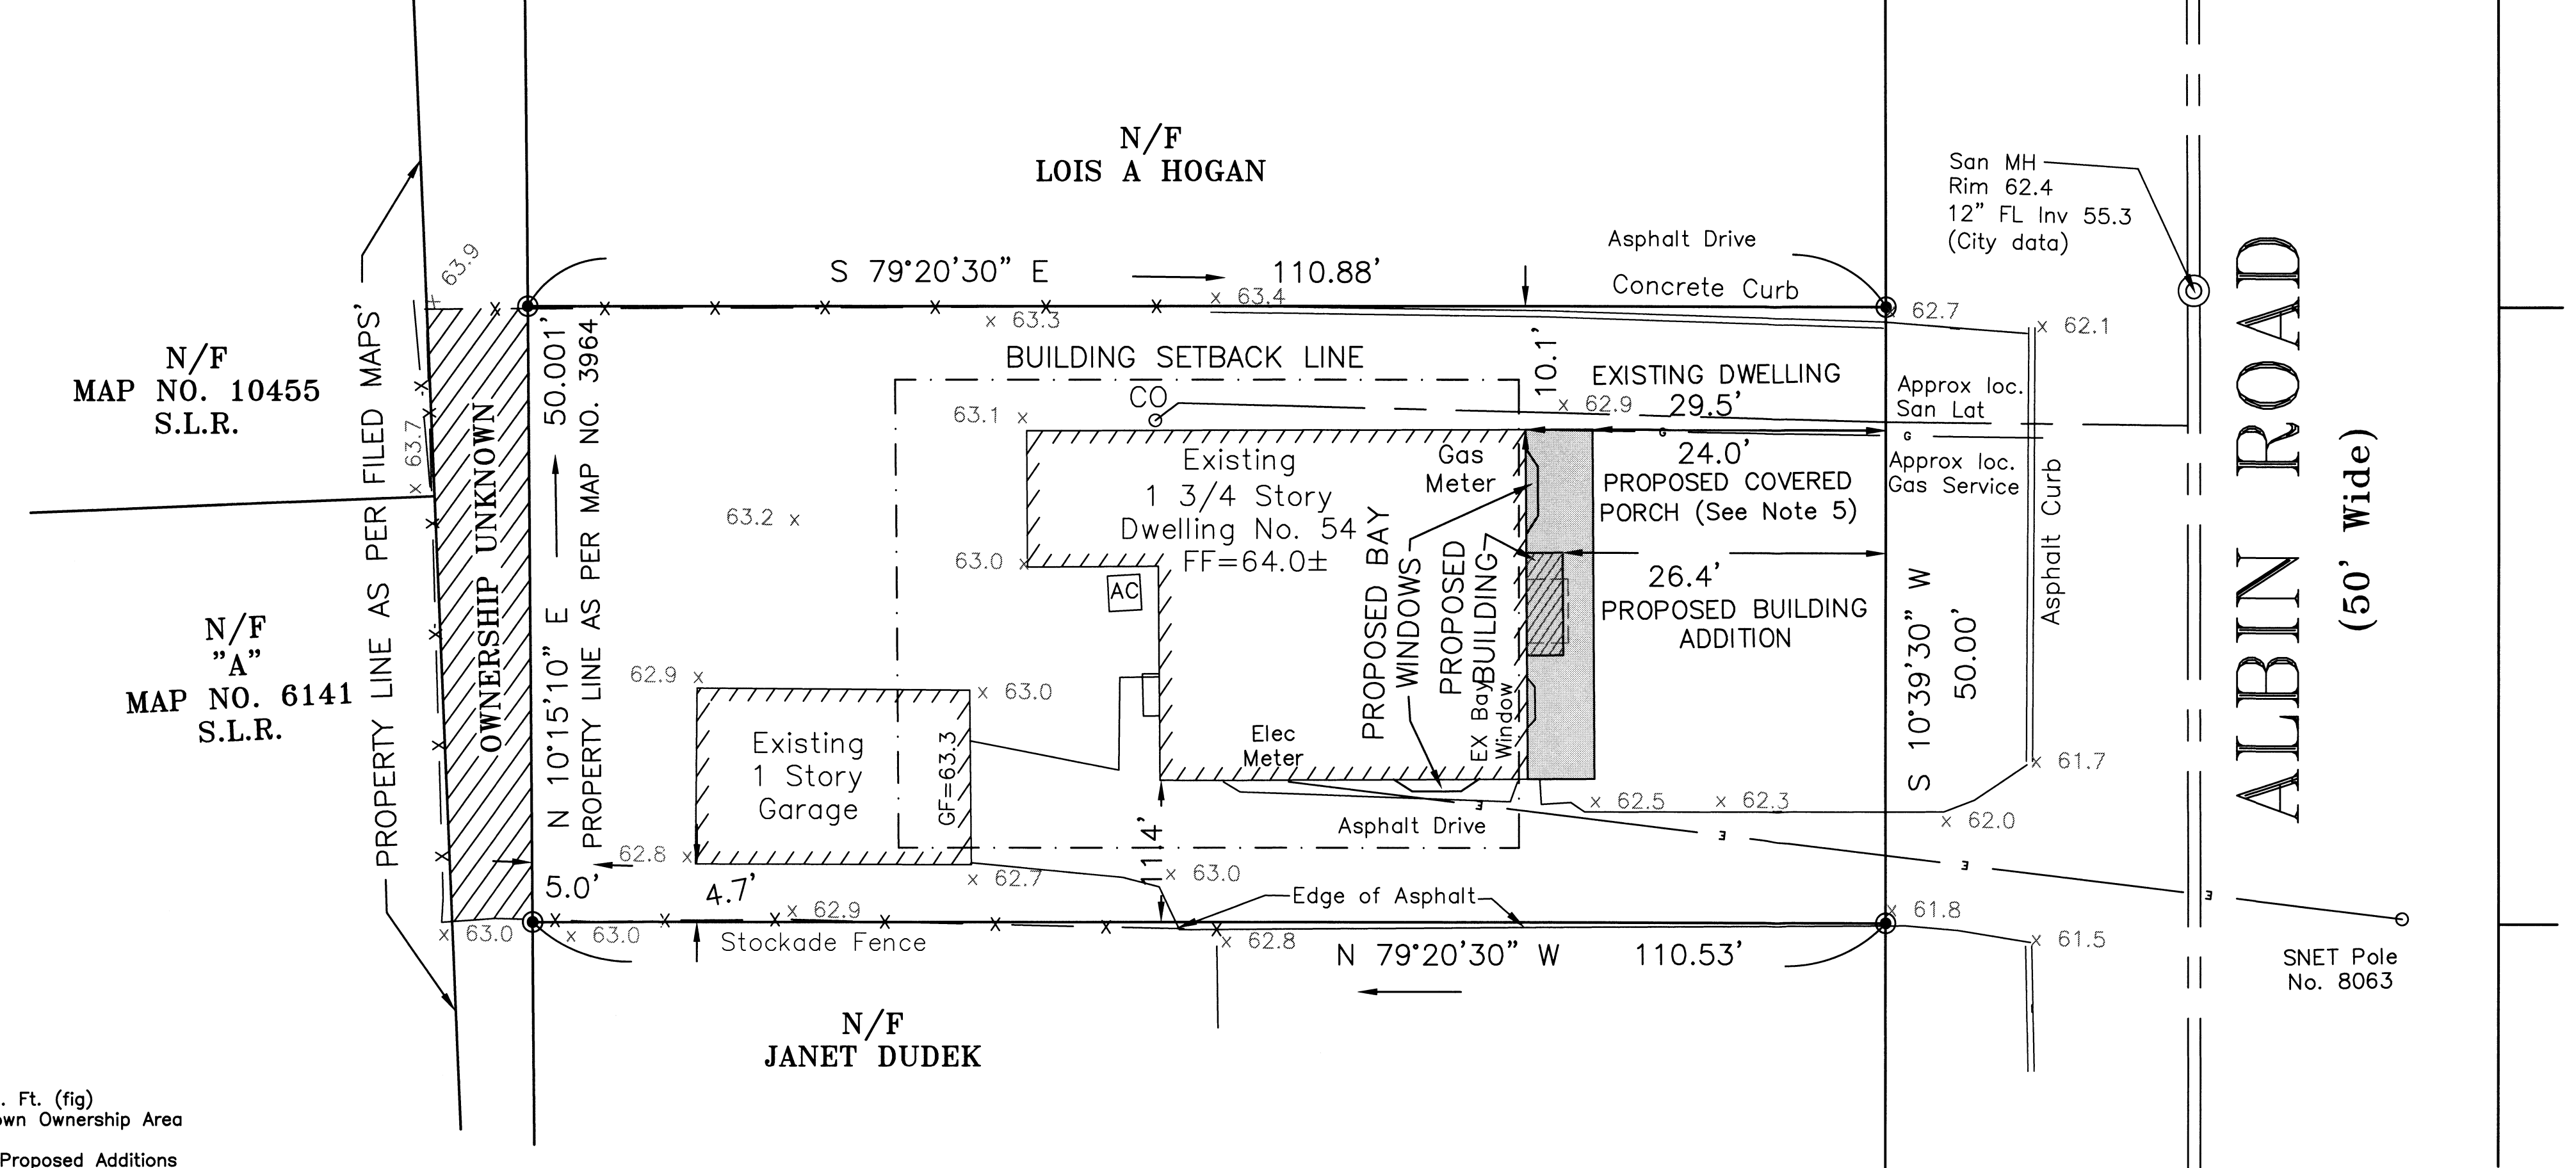 N/F
LOIS A HOGAN
San MH
Rim 62.4
12" FL Inv 55.3
(City data)
Asphalt Drive
Concrete Curb
S 79°20'30" E
110.88'
63.9
63.4
63.3
62.7
62.1
BUILDING SETBACK LINE
10.1'
EXISTING DWELLING
29.5'
62.9
CO
63.1
N/F
MAP NO. 10455
S.L.R.
PROPERTY LINE AS PER FILED MAPS'
63.7
OWNERSHIP UNKNOWN
N 10°15'10" E
50.001'
PROPERTY LINE AS PER MAP NO. 3964
63.2
Existing
1 3/4 Story
Dwelling No. 54
FF=64.0±
63.0
AC
Gas
Meter
24.0'
PROPOSED COVERED
PORCH (See Note 5)
Approx loc.
San Lat
G
G
Approx loc.
Gas Service
Asphalt Curb
PROPOSED BAY
WINDOWS
PROPOSED
BUILDING
26.4'
PROPOSED BUILDING
ADDITION
S 10°39'30" W
50.00'
ALBIN ROAD
(50' Wide)
N/F
"A"
MAP NO. 6141
S.L.R.
62.9
63.0
Existing
1 Story
Garage
GF=63.3
Elec
Meter
EX Bay
Window
61.7
62.5
62.3
62.0
Asphalt Drive
E
E
E
E
62.8
5.0'
4.7'
11.4'
62.7
63.0
Edge of Asphalt
62.9
61.8
63.0
63.0
Stockade Fence
62.8
N 79°20'30" W
110.53'
61.5
SNET Pole
No. 8063
N/F
JANET DUDEK
. Ft. (fig)
own Ownership Area
Proposed Additions